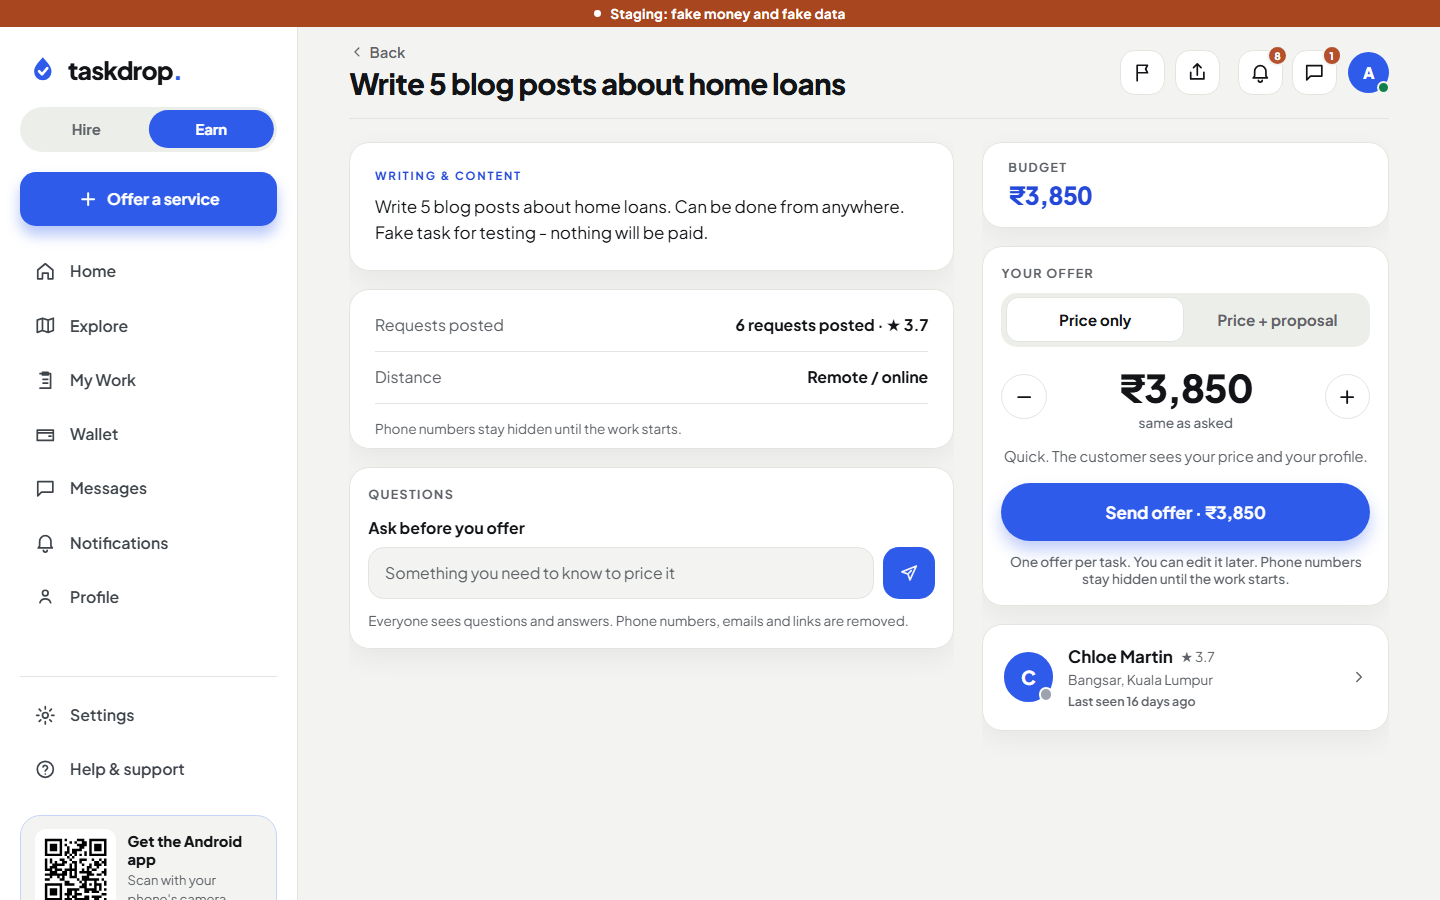 Staging: fake money and fake data
taskdrop.
Hire
Earn
Offer a service
Home
Explore
My Work
Wallet
Messages
Notifications
Profile
Settings
Help & support
Get the Android
app
Scan with your
phone's camera
Back
Write 5 blog posts about home loans
8
1
A
WRITING & CONTENT
Write 5 blog posts about home loans. Can be done from anywhere.
Fake task for testing - nothing will be paid.
Requests posted
6 requests posted · ★ 3.7
Distance
Remote / online
Phone numbers stay hidden until the work starts.
QUESTIONS
Ask before you offer
Something you need to know to price it
Everyone sees questions and answers. Phone numbers, emails and links are removed.
BUDGET
₹3,850
YOUR OFFER
Price only
Price + proposal
₹3,850
same as asked
Quick. The customer sees your price and your profile.
Send offer · ₹3,850
One offer per task. You can edit it later. Phone numbers
stay hidden until the work starts.
C
Chloe Martin ★ 3.7
Bangsar, Kuala Lumpur
Last seen 16 days ago